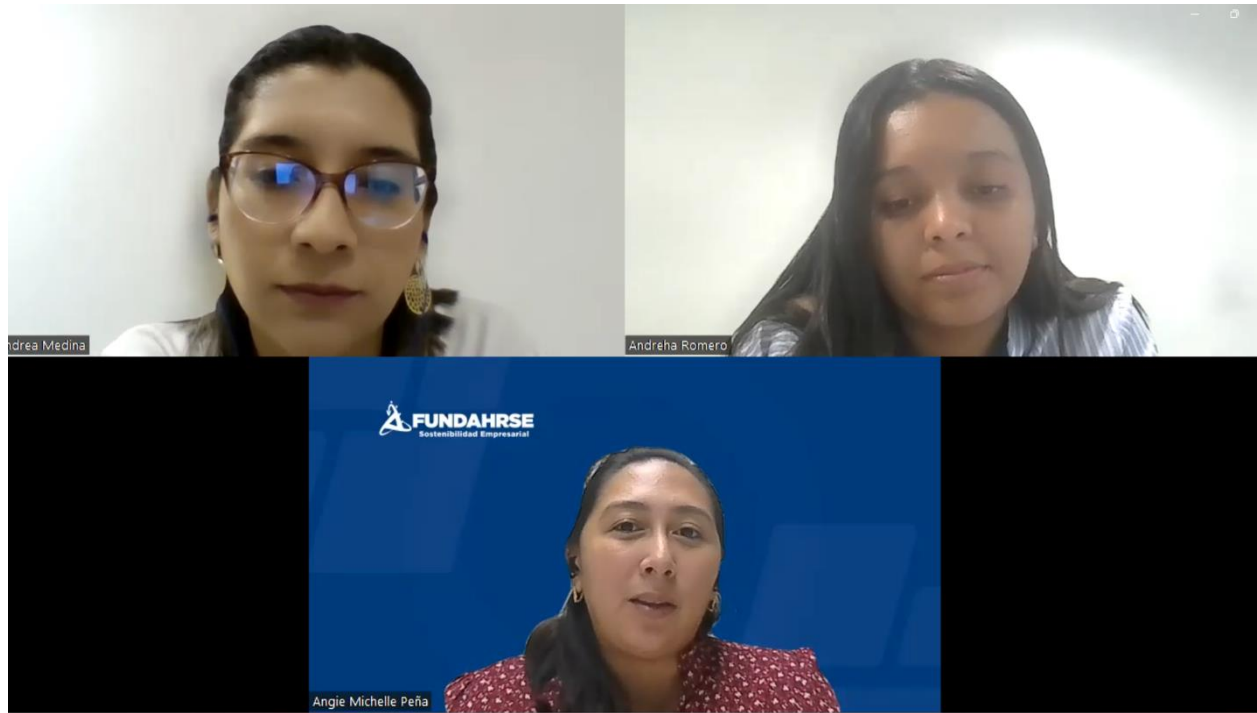 ndrea Medina
Andreha Romero
FUNDAHRSE
Sostenibilidad Empresarial
Angie Michelle Peña